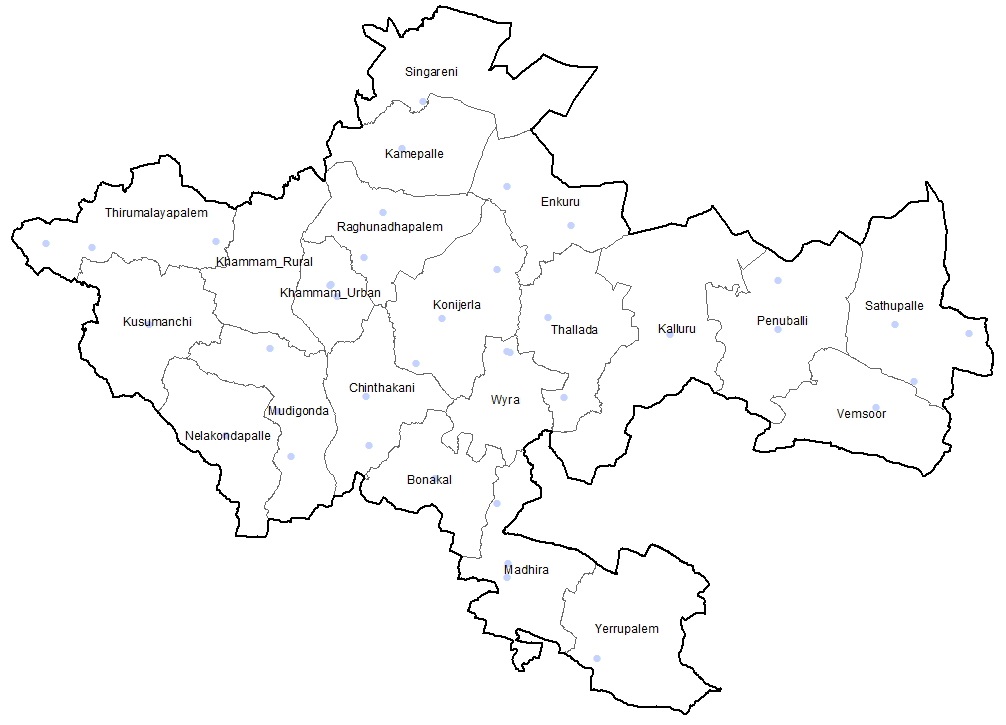 Singareni
Kamepalle
Enkuru
Thirumalayapalem
Raghunadhapalem
Khammam_Rural
Khammam_Urban
Konijerla
Sathupalle
Kusumanchi
Penuballi
Thallada
Kalluru
Chinthakani
Wyra
Mudigonda
Vemsoor
Nelakondapalle
Bonakal
Madhira
Yerrupalem